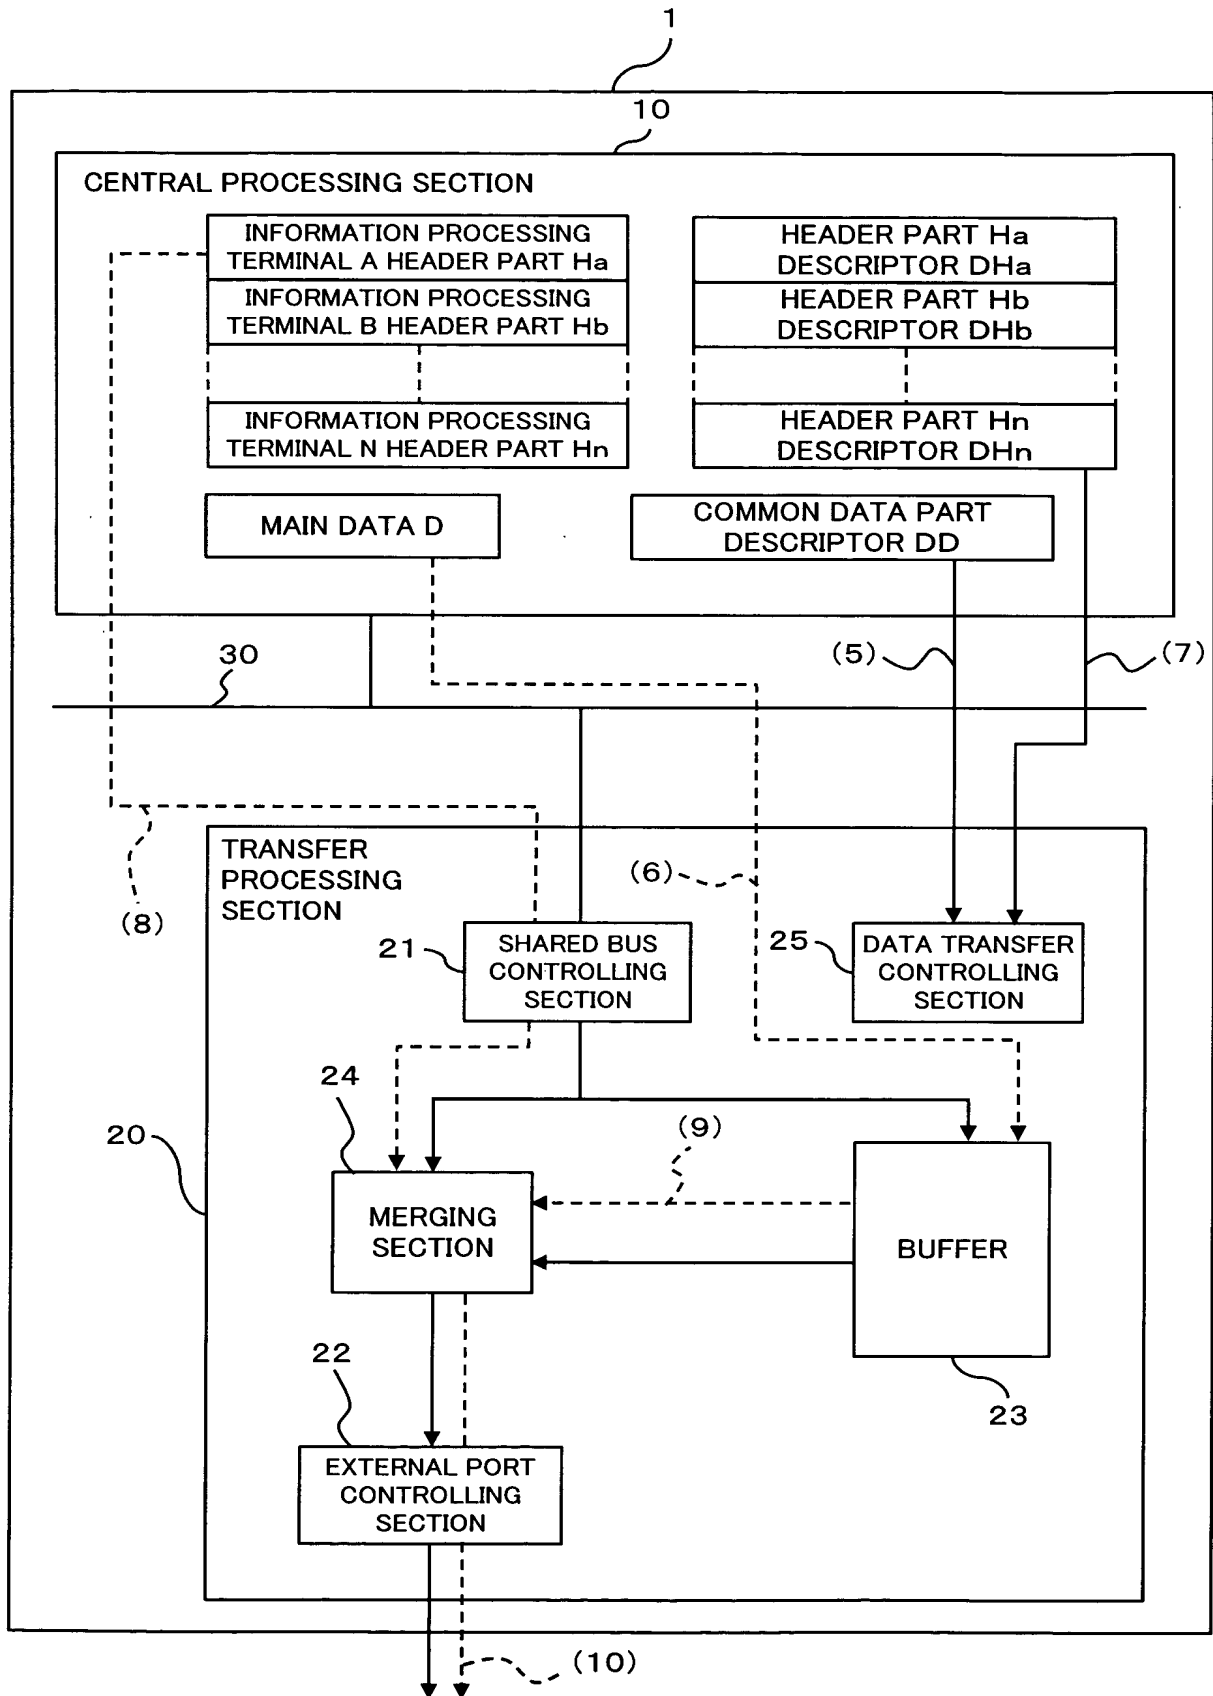 1
10
CENTRAL PROCESSING SECTION
INFORMATION PROCESSING
TERMINAL A HEADER PART Ha
INFORMATION PROCESSING
TERMINAL B HEADER PART Hb
INFORMATION PROCESSING
TERMINAL N HEADER PART Hn
HEADER PART Ha
DESCRIPTOR DHa
HEADER PART Hb
DESCRIPTOR DHb
HEADER PART Hn
DESCRIPTOR DHn
MAIN DATA D
COMMON DATA PART
DESCRIPTOR DD
30
(5)
(7)
(8)
TRANSFER
PROCESSING
SECTION
(6)
21
SHARED BUS
CONTROLLING
SECTION
25
DATA TRANSFER
CONTROLLING
SECTION
24
20
(9)
MERGING
SECTION
BUFFER
22
23
EXTERNAL PORT
CONTROLLING
SECTION
(10)